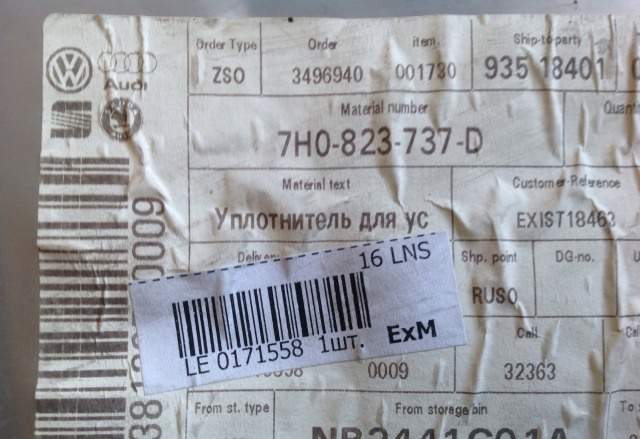 Order Type Order item. Ship-to-party
ZSO 3496940 001730 935 18401
Audi
Material number
7H0-823-737-D
Material text Customer-Reference
Уплотнитель для ус EXIST18463
Shp. point DG-no.
RUSO
16 LNS
LE 0171558 1шт. ExM
Call
0009 32363
From st. type From storage bin